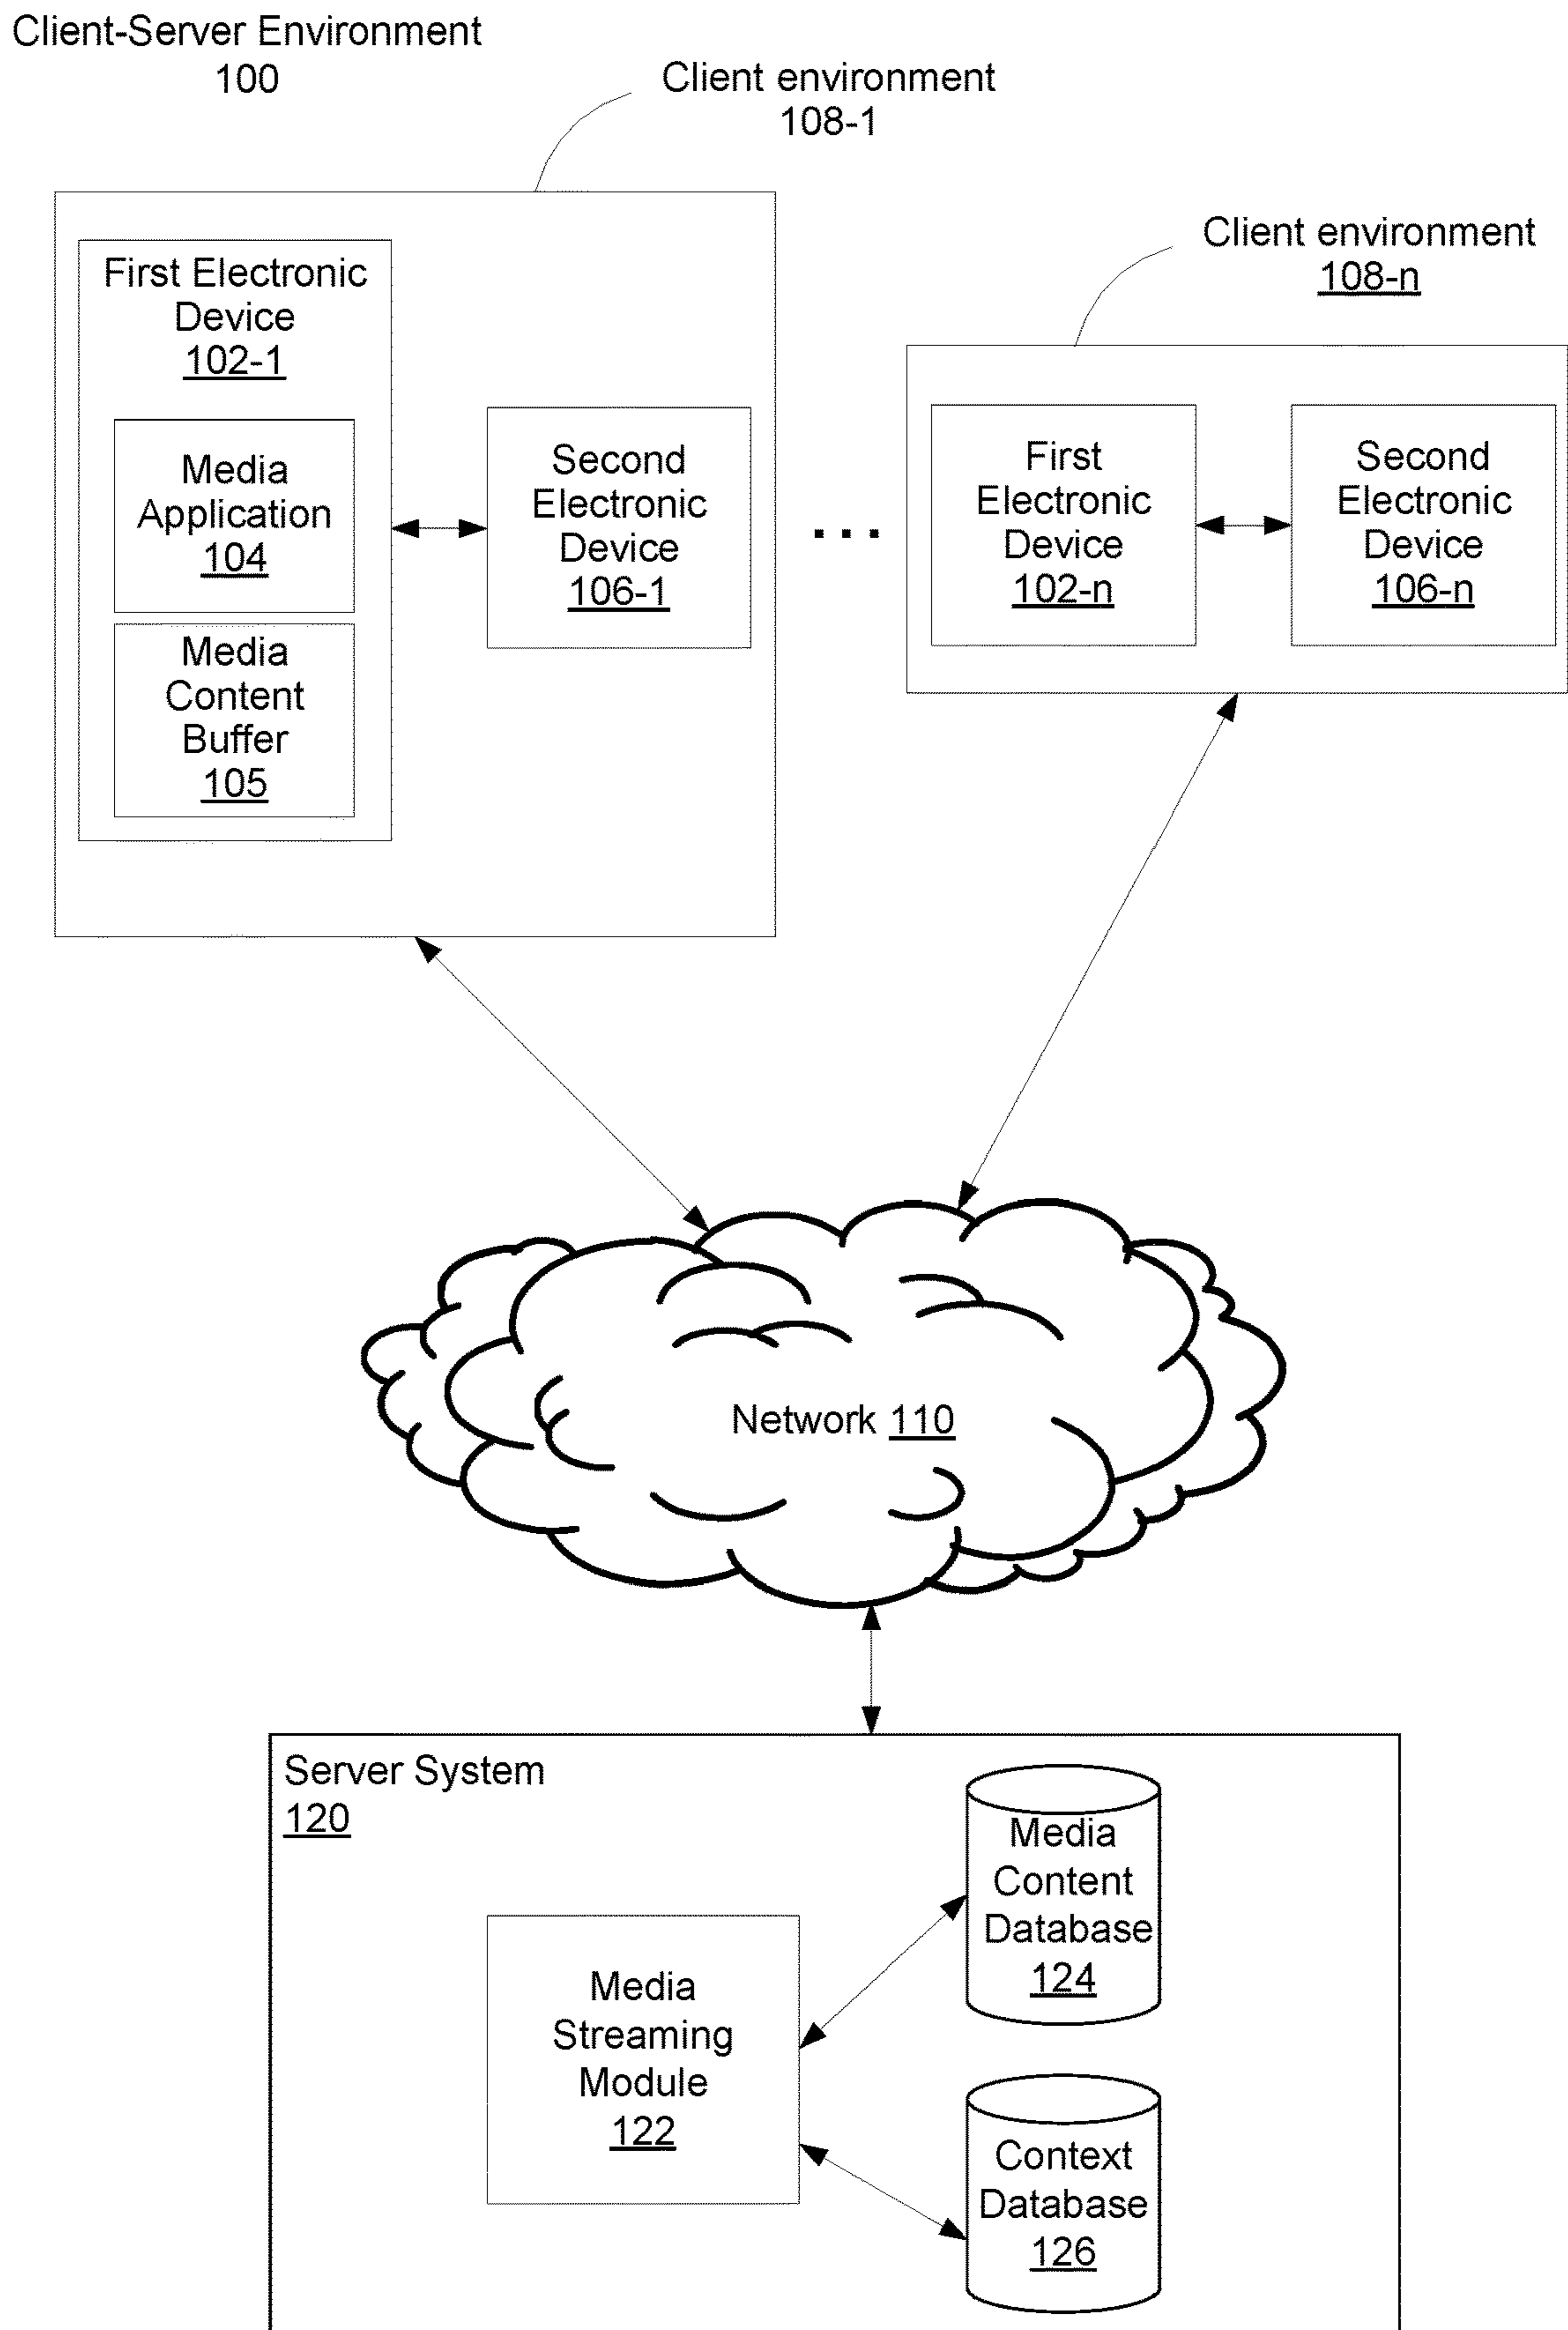 Client-Server Environment
100
Client environment
108-1
Client environment
108-n
First Electronic
Device
102-1
Media
Application
104
Media
Content
Buffer
105
Second
Electronic
Device
106-1
...
First
Electronic
Device
102-n
Second
Electronic
Device
106-n
Network 110
Server System
120
Media
Streaming
Module
122
Media
Content
Database
124
Context
Database
126